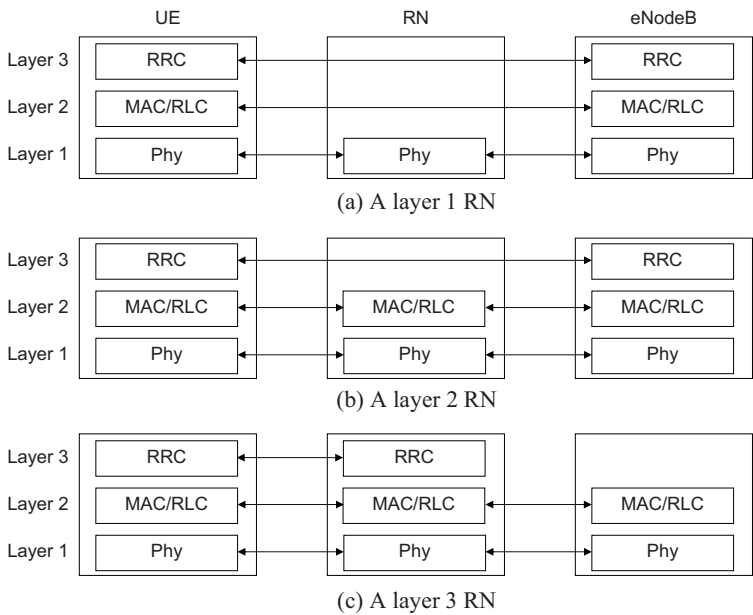 UE RN eNodeB
Layer 3 RRC RRC
Layer 2 MAC/RLC MAC/RLC
Layer 1 Phy Phy Phy
(a) A layer 1 RN
Layer 3 RRC RRC
Layer 2 MAC/RLC MAC/RLC MAC/RLC
Layer 1 Phy Phy Phy
(b) A layer 2 RN
Layer 3 RRC RRC
Layer 2 MAC/RLC MAC/RLC MAC/RLC
Layer 1 Phy Phy Phy
(c) A layer 3 RN